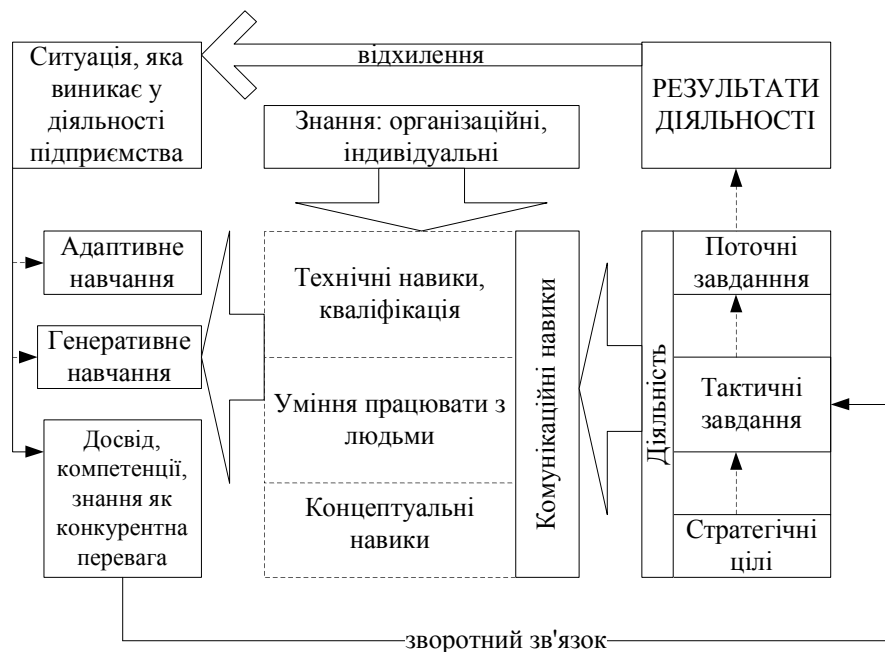 Ситуація, яка
виникає у
діяльності
підприємства
відхилення
РЕЗУЛЬТАТИ
ДІЯЛЬНОСТІ
Знання: організаційні,
індивідуальні
Адаптивне
навчання
Генеративне
навчання
Досвід,
компетенції,
знання як
конкурентна
перевага
Технічні навики,
кваліфікація
Уміння працювати з
людьми
Концептуальні
навики
Комунікаційні навики
Діяльність
Поточні
завданння
Тактичні
завдання
Стратегічні
цілі
зворотний зв'язок